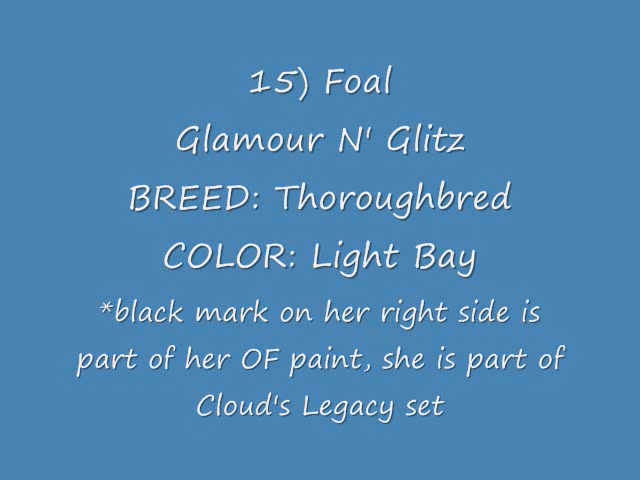 15) Foal
Glamour N' Glitz
BREED: Thoroughbred
COLOR: Light Bay
*black mark on her right side is
part of her OF paint, she is part of
Cloud's Legacy set